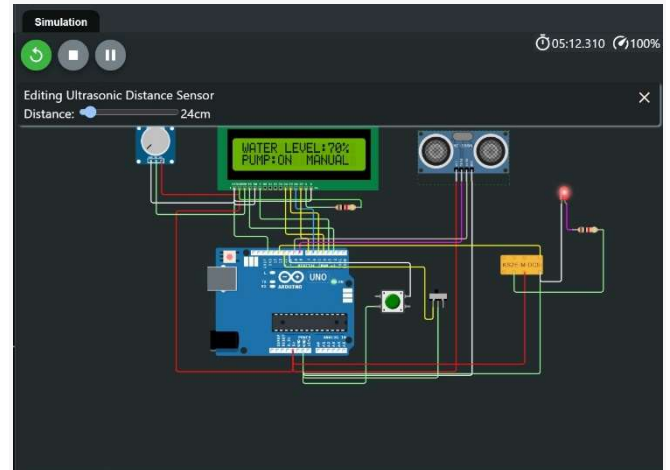 Simulation
05:12.310 100%
Editing Ultrasonic Distance Sensor
Distance: 24cm
WATER LEVEL:70%
PUMP:ON MANUAL
UNO
ARDUINO